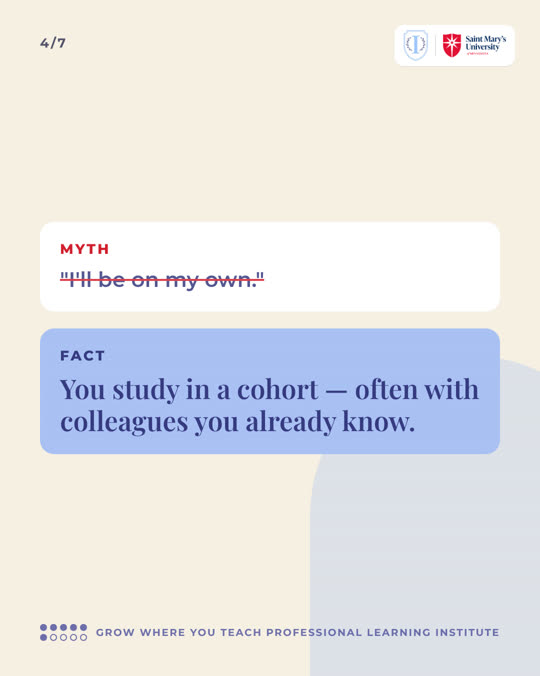 4/7
Saint Mary's
University
MYTH
"I'll be on my own."
FACT
You study in a cohort — often with
colleagues you already know.
GROW WHERE YOU TEACH PROFESSIONAL LEARNING INSTITUTE